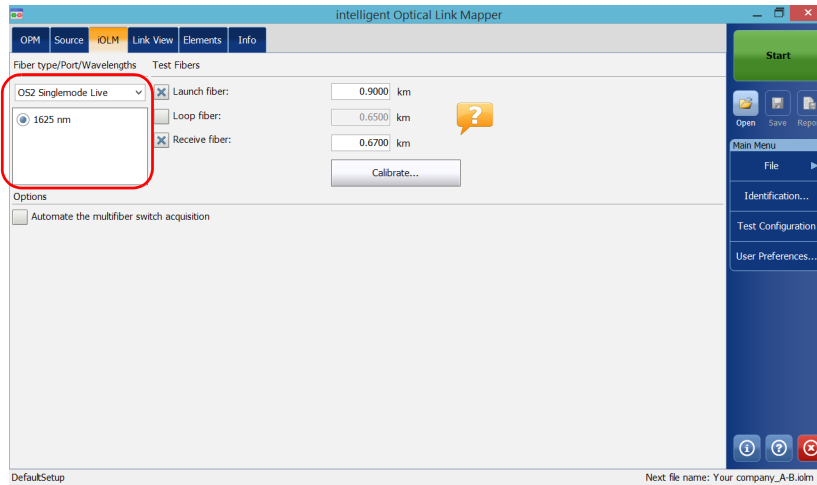 intelligent Optical Link Mapper
OPM Source iOLM Link View Elements Info
Fiber type/Port/Wavelengths Test Fibers
OS2 Singlemode Live
1625 nm
Launch fiber: 0.9000 km
Loop fiber: 0.6500 km
Receive fiber: 0.6700 km
?
Calibrate...
Options
Automate the multifiber switch acquisition
Start
Open Save Repo
Main Menu
File
Identification...
Test Configuration
User Preferences...
DefaultSetup
Next file name: Your company_A-B.iolm